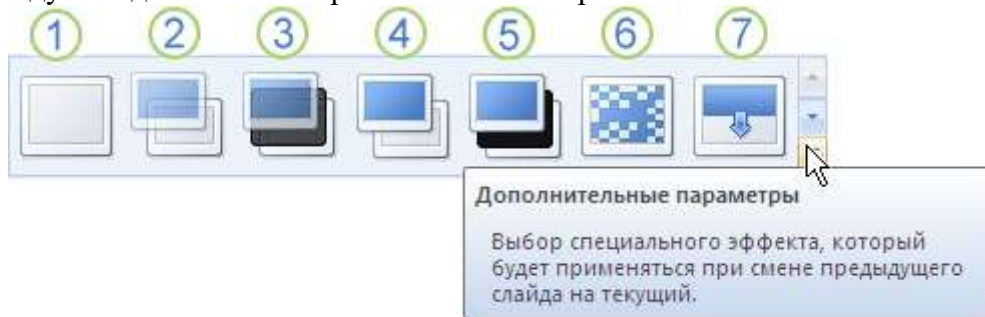 1 2 3 4 5 6 7
Дополнительные параметры
Выбор специального эффекта, который
будет применяться при смене предыдущего
слайда на текущий.